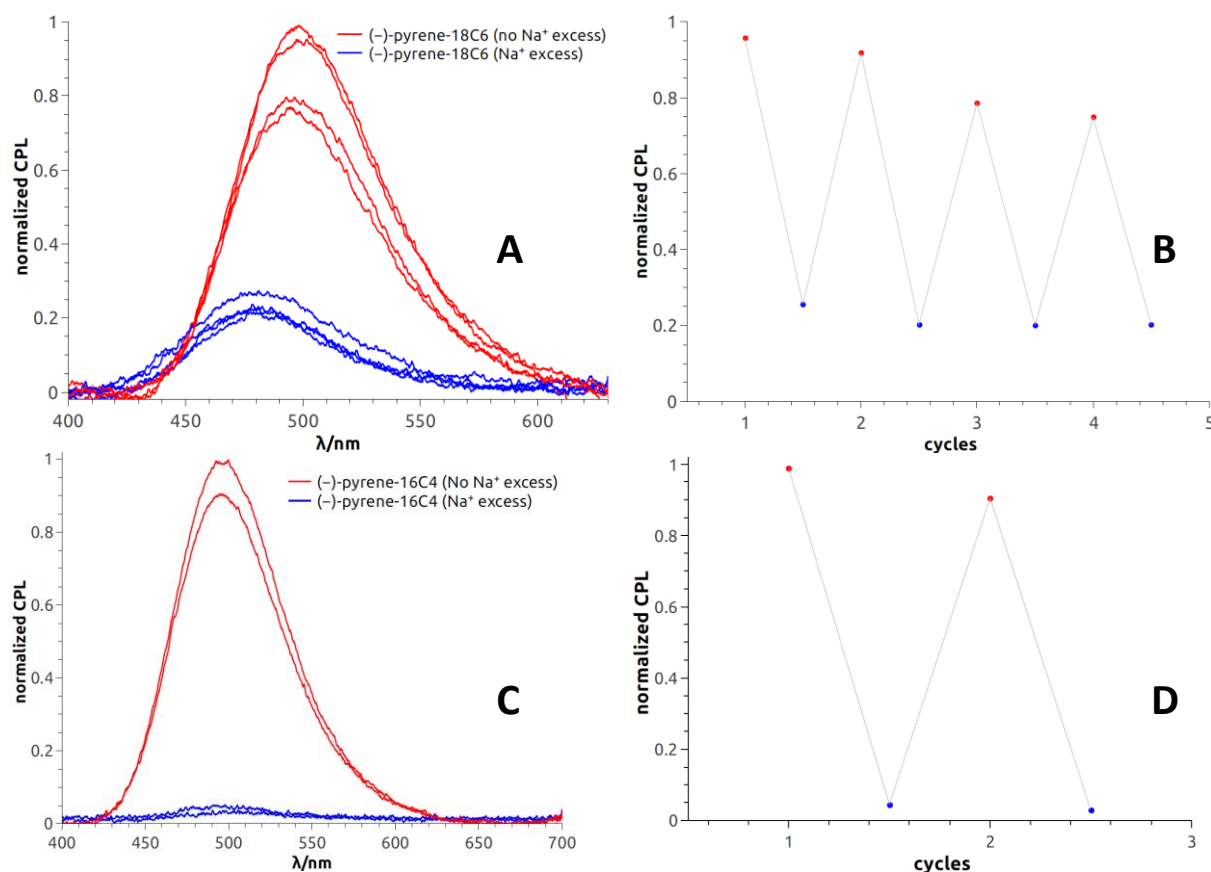 1
0.8
0.6
0.4
0.2
0
normalized CPL
(−)-pyrene-18C6 (no Na⁺ excess)
(−)-pyrene-18C6 (Na⁺ excess)
A
400 450 500 550 600
λ/nm
1
0.8
0.6
0.4
0.2
0
normalized CPL
B
1 2 3 4 5
cycles
1
0.8
0.6
0.4
0.2
0
normalized CPL
(−)-pyrene-16C4 (No Na⁺ excess)
(−)-pyrene-16C4 (Na⁺ excess)
C
400 450 500 550 600 650 700
λ/nm
1
0.8
0.6
0.4
0.2
0
normalized CPL
D
1 2 3
cycles